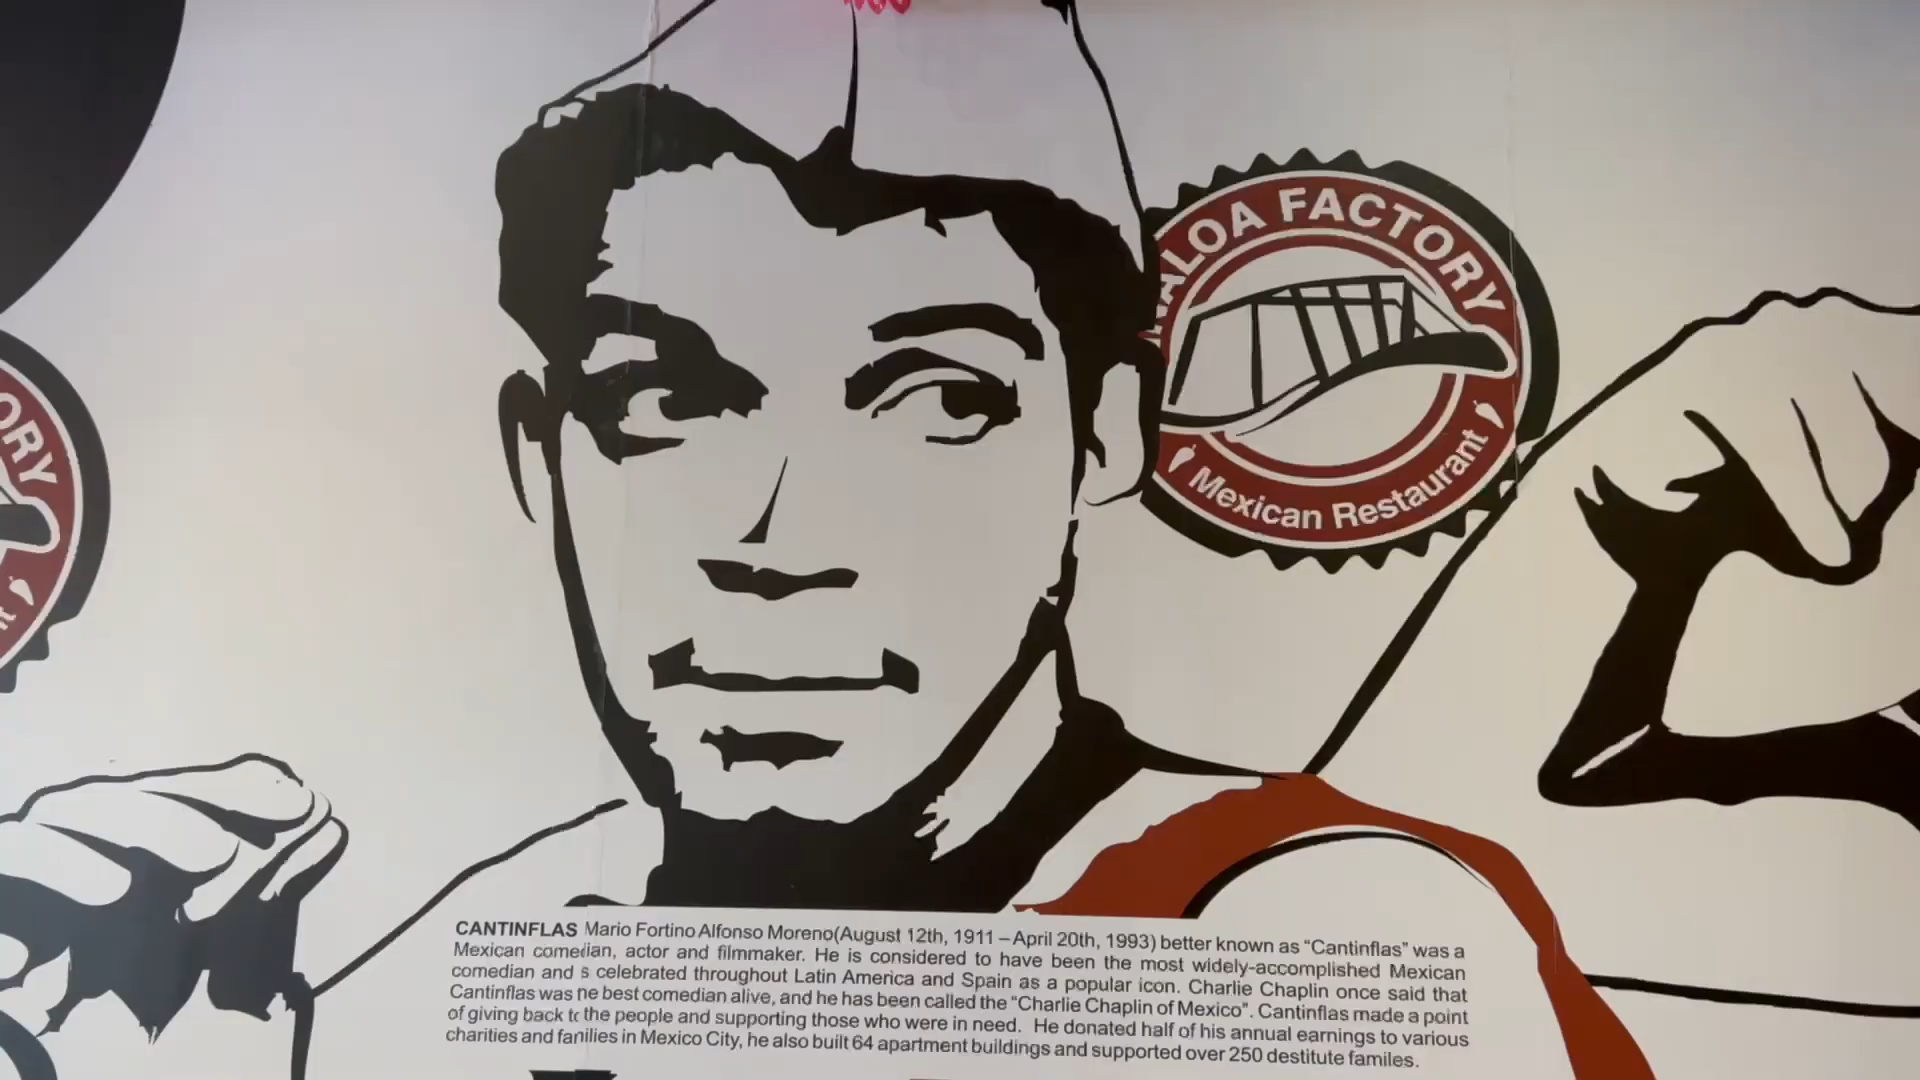 NALOA FACTORY
Mexican Restaurant
ORY
nt
CANTINFLAS Mario Fortino Alfonso Moreno(August 12th, 1911 – April 20th, 1993) better known as “Cantinflas” was a
Mexican comedian, actor and filmmaker. He is considered to have been the most widely-accomplished Mexican
comedian and s celebrated throughout Latin America and Spain as a popular icon. Charlie Chaplin once said that
Cantinflas was he best comedian alive, and he has been called the “Charlie Chaplin of Mexico”. Cantinflas made a point
of giving back to the people and supporting those who were in need. He donated half of his annual earnings to various
charities and families in Mexico City, he also built 64 apartment buildings and supported over 250 destitute familes.